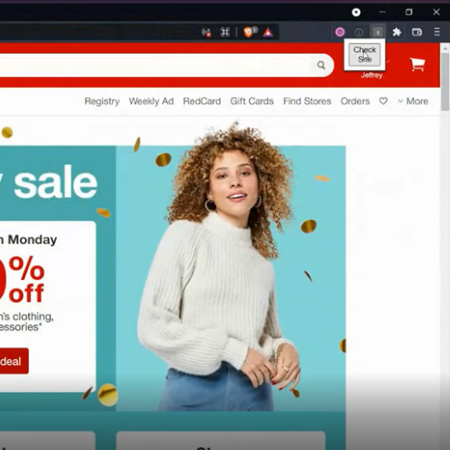 Check
Site
Jeffrey
Registry Weekly Ad RedCard Gift Cards Find Stores Orders More
y sale
n Monday
0%
off
n's clothing,
essories*
deal